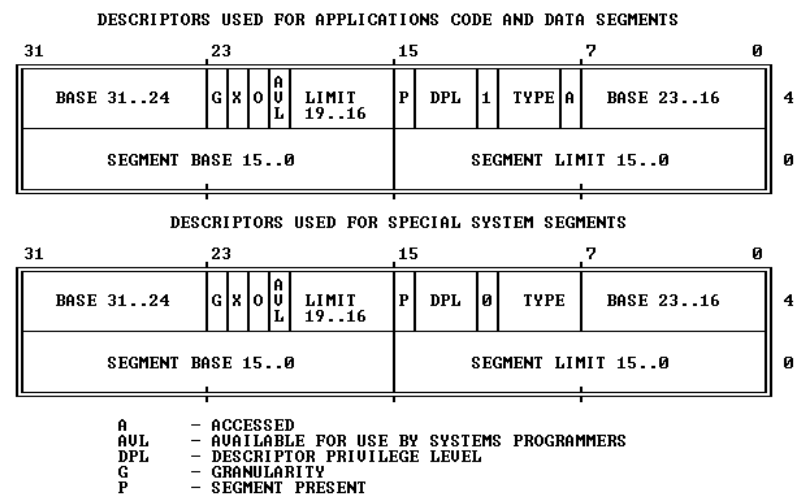 DESCRIPTORS USED FOR APPLICATIONS CODE AND DATA SEGMENTS
31 23 15 7 0
BASE 31..24 G X O AVL LIMIT 19..16 P DPL 1 TYPE A BASE 23..16 4
SEGMENT BASE 15..0 SEGMENT LIMIT 15..0 0
DESCRIPTORS USED FOR SPECIAL SYSTEM SEGMENTS
31 23 15 7 0
BASE 31..24 G X O AVL LIMIT 19..16 P DPL 0 TYPE BASE 23..16 4
SEGMENT BASE 15..0 SEGMENT LIMIT 15..0 0
A - ACCESSED
AVL - AVAILABLE FOR USE BY SYSTEMS PROGRAMMERS
DPL - DESCRIPTOR PRIVILEGE LEVEL
G - GRANULARITY
P - SEGMENT PRESENT